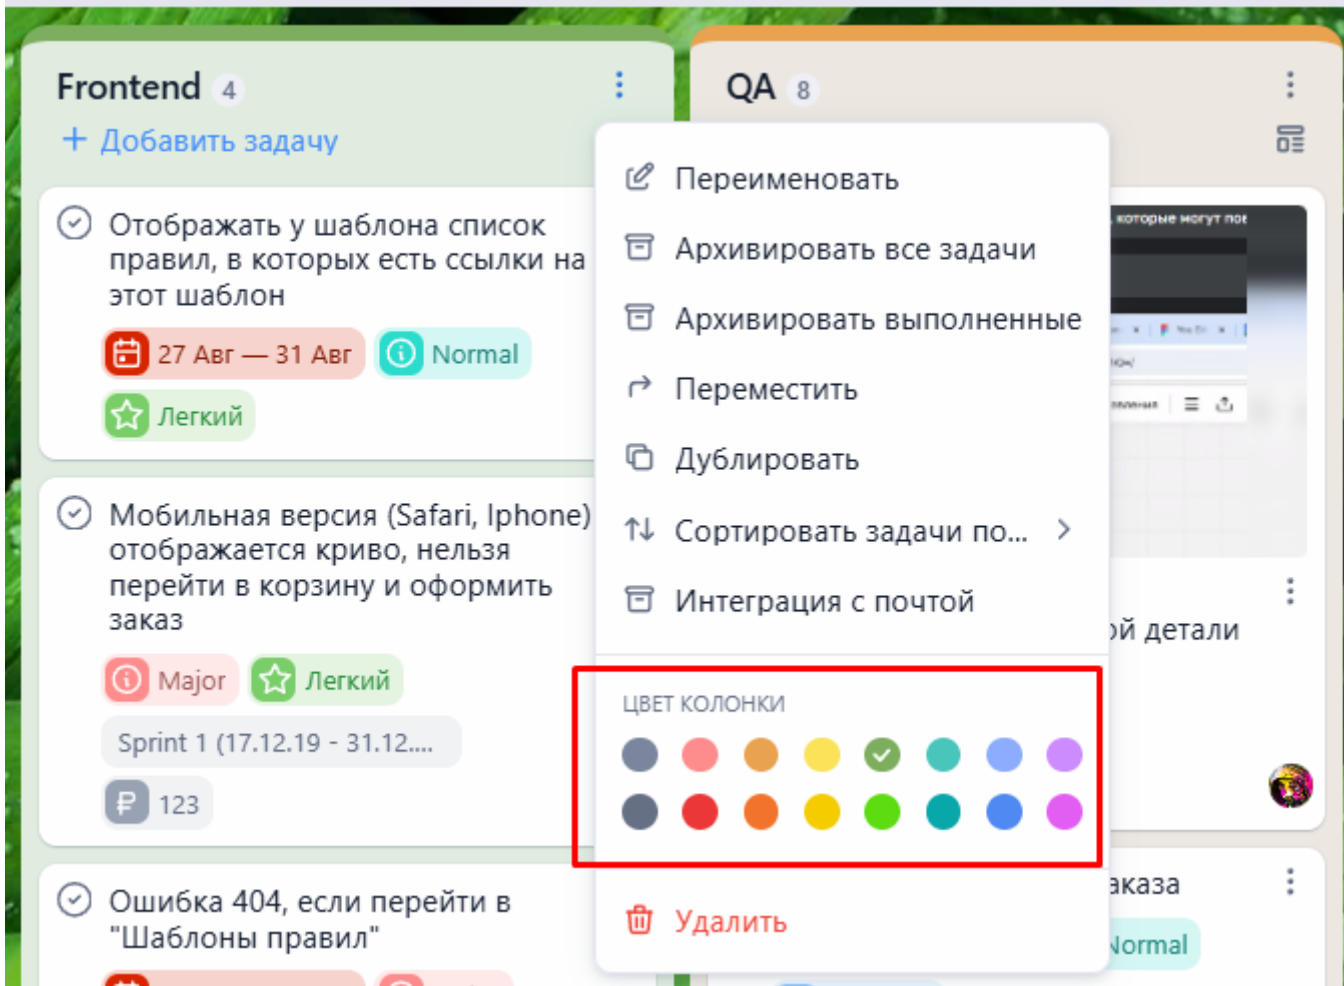 Frontend 4
+ Добавить задачу
Отображать у шаблона список
правил, в которых есть ссылки на
этот шаблон
27 Авг — 31 Авг
Normal
Легкий
Мобильная версия (Safari, Iphone)
отображается криво, нельзя
перейти в корзину и оформить
заказ
Major
Легкий
Sprint 1 (17.12.19 - 31.12....
₽ 123
Ошибка 404, если перейти в
"Шаблоны правил"
Переименовать
Архивировать все задачи
Архивировать выполненные
Переместить
Дублировать
Сортировать задачи по...
Интеграция с почтой
ЦВЕТ КОЛОНКИ
Удалить
QA 8
которые могут
ой детали
аказа
Normal